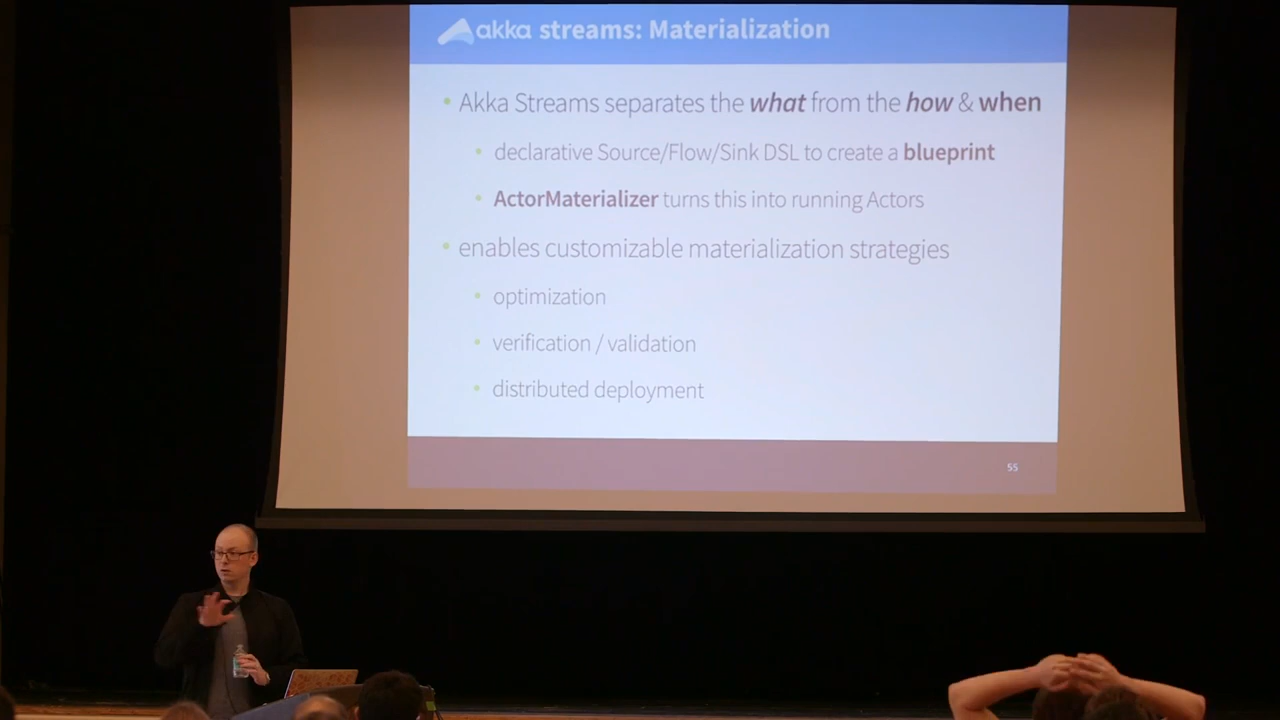 akka streams: Materialization
• Akka Streams separates the what from the how & when
• declarative Source/Flow/Sink DSL to create a blueprint
• ActorMaterializer turns this into running Actors
• enables customizable materialization strategies
• optimization
• verification / validation
• distributed deployment
55